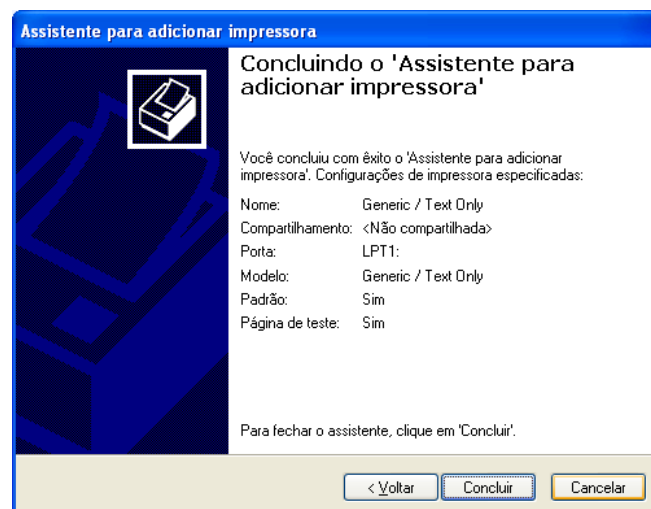 Assistente para adicionar impressora
Concluindo o 'Assistente para
adicionar impressora'
Você concluiu com êxito o 'Assistente para adicionar
impressora'. Configurações de impressora especificadas:
Nome: Generic / Text Only
Compartilhamento: <Não compartilhada>
Porta: LPT1:
Modelo: Generic / Text Only
Padrão: Sim
Página de teste: Sim
Para fechar o assistente, clique em 'Concluir'.
< Voltar Concluir Cancelar